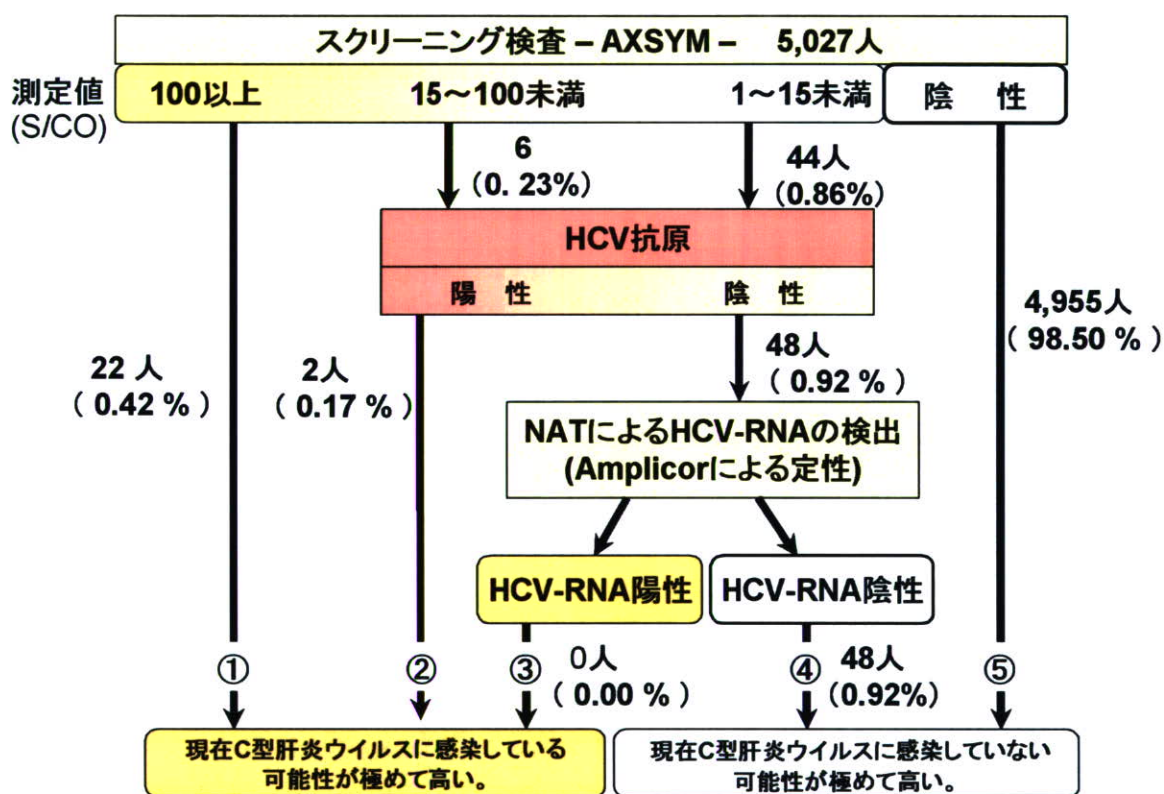 スクリーニング検査 – AXSYM – 5,027人
測定値
(S/CO)
100以上
15～100未満
1～15未満
陰 性
6
(0. 23%)
44人
(0.86%)
HCV抗原
陽 性
陰 性
22 人
( 0.42 % )
2人
( 0.17 % )
48人
( 0.92 % )
4,955人
( 98.50 % )
NATによるHCV-RNAの検出
(Amplicorによる定性)
HCV-RNA陽性
HCV-RNA陰性
①
②
③
0人
( 0.00 % )
④
48人
(0.92%)
⑤
現在C型肝炎ウイルスに感染している
可能性が極めて高い。
現在C型肝炎ウイルスに感染していない
可能性が極めて高い。